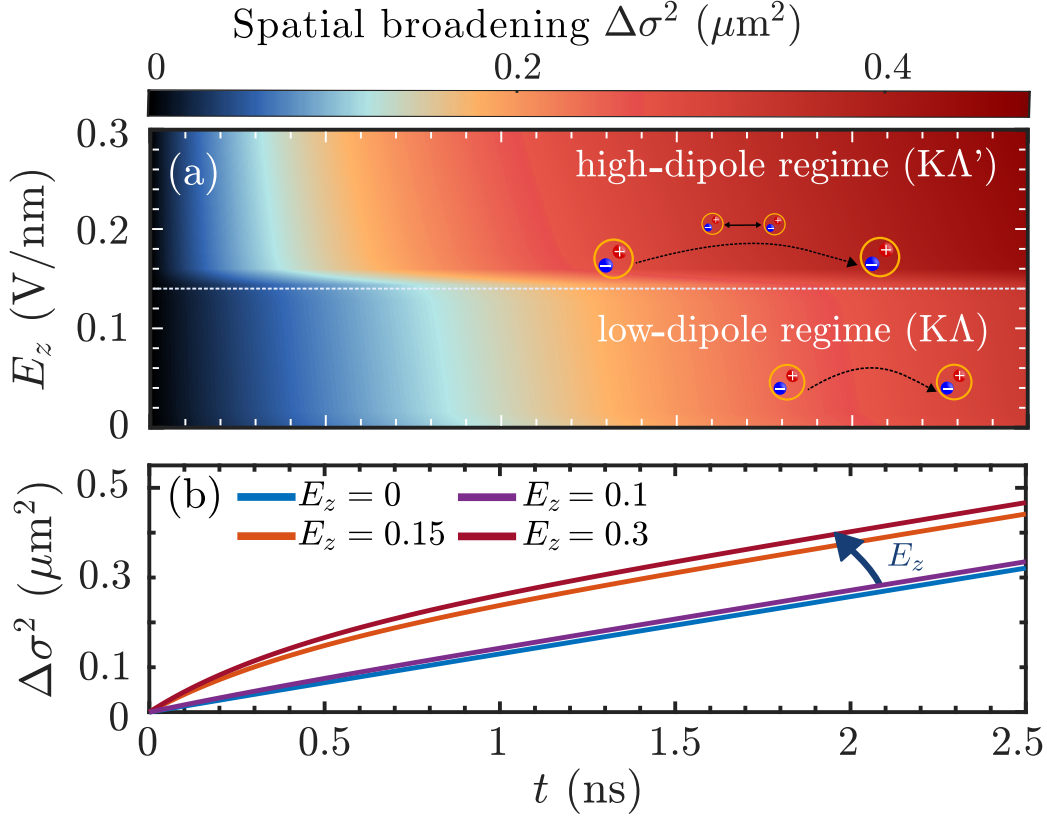 Spatial broadening Δσ² (μm²)
0 0.2 0.4
(a)
high-dipole regime (KΛ')
low-dipole regime (KΛ)
E_z (V/nm)
0.3
0.2
0.1
0
+ − + −
+ − + −
+ − + −
(b)
E_z = 0 E_z = 0.1
E_z = 0.15 E_z = 0.3
E_z
Δσ² (μm²)
0.5
0.3
0.1
0
0 0.5 1 1.5 2 2.5
t (ns)